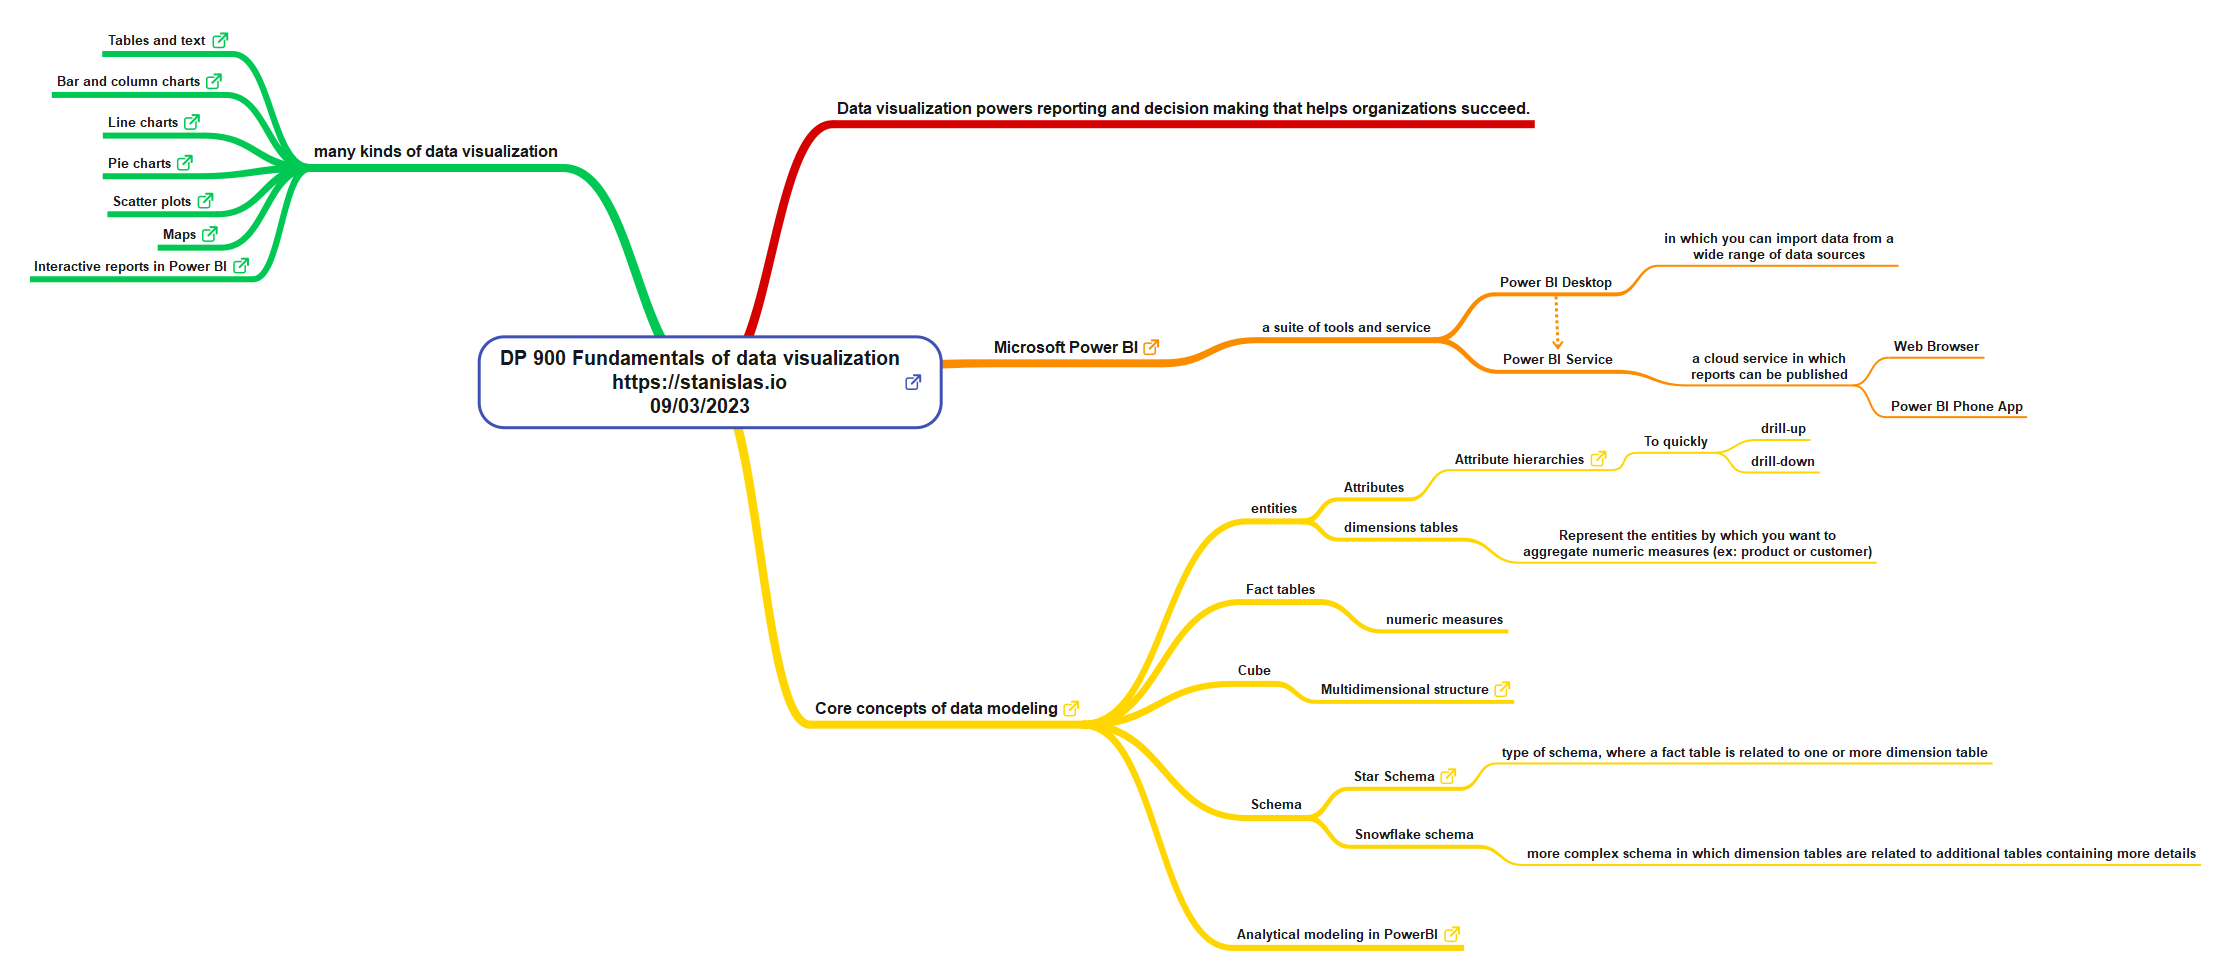 DP 900 Fundamentals of data visualization
https://stanislas.io
09/03/2023
many kinds of data visualization
Tables and text
Bar and column charts
Line charts
Pie charts
Scatter plots
Maps
Interactive reports in Power BI
Data visualization powers reporting and decision making that helps organizations succeed.
Microsoft Power BI
a suite of tools and service
Power BI Desktop
in which you can import data from a
wide range of data sources
Power BI Service
a cloud service in which
reports can be published
Web Browser
Power BI Phone App
Core concepts of data modeling
entities
Attributes
Attribute hierarchies
To quickly
drill-up
drill-down
dimensions tables
Represent the entities by which you want to
aggregate numeric measures (ex: product or customer)
Fact tables
numeric measures
Cube
Multidimensional structure
Schema
Star Schema
type of schema, where a fact table is related to one or more dimension table
Snowflake schema
more complex schema in which dimension tables are related to additional tables containing more details
Analytical modeling in PowerBI